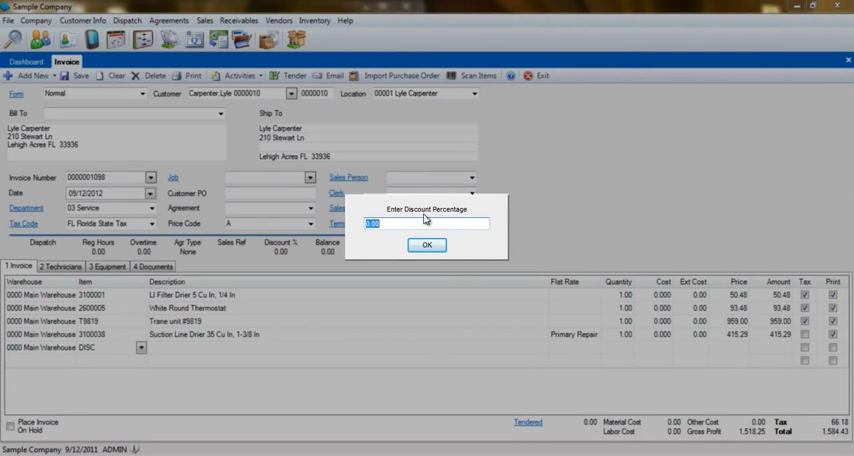 Sample Company
File Company Customer Info Dispatch Agreements Sales Receivables Vendors Inventory Help
Dashboard Invoice
Add New Save Clear Delete Print Activities Tender Email Import Purchase Order Scan Items Exit
Form Normal Customer Carpenter,Lyle 0000010 0000010 Location 00001 Lyle Carpenter
Bill To Ship To
Lyle Carpenter Lyle Carpenter
210 Stewart Ln 210 Stewart Ln
Lehigh Acres FL 33936
Lehigh Acres FL 33936
Invoice Number 0000001098 Job Sales Person
Date 09/12/2012 Customer PO Clerk
Enter Discount Percentage
Department 03 Service Agreement Sales
Tax Code FL Florida State Tax Price Code A Terms
0.00
OK
Dispatch Reg Hours Overtime Agr Type Sales Ref Discount % Balance
0.00 0.00 None 0.00 0.00
1 Invoice 2 Technicians 3 Equipment 4 Documents
Warehouse Item Description Flat Rate Quantity Cost Ext Cost Price Amount Tax Print
0000 Main Warehouse 3100001 LI Filter Drier 5 Cu In, 1/4 In 1.00 0.000 0.00 50.48 50.48
0000 Main Warehouse 2600005 White Round Thermostat 1.00 0.000 0.00 93.48 93.48
0000 Main Warehouse T9819 Trane unit #9819 1.00 0.000 0.00 959.00 959.00
0000 Main Warehouse 3100038 Suction Line Drier 35 Cu In, 1-3/8 In Primary Repair 1.00 0.000 0.00 415.29 415.29
0000 Main Warehouse DISC
Place Invoice On Hold
Tendered 0.00 Material Cost 0.00 Other Cost 0.00 Tax 66.18
Labor Cost 0.00 Gross Profit 1,518.25 Total 1,584.43
Sample Company 9/12/2011 ADMIN